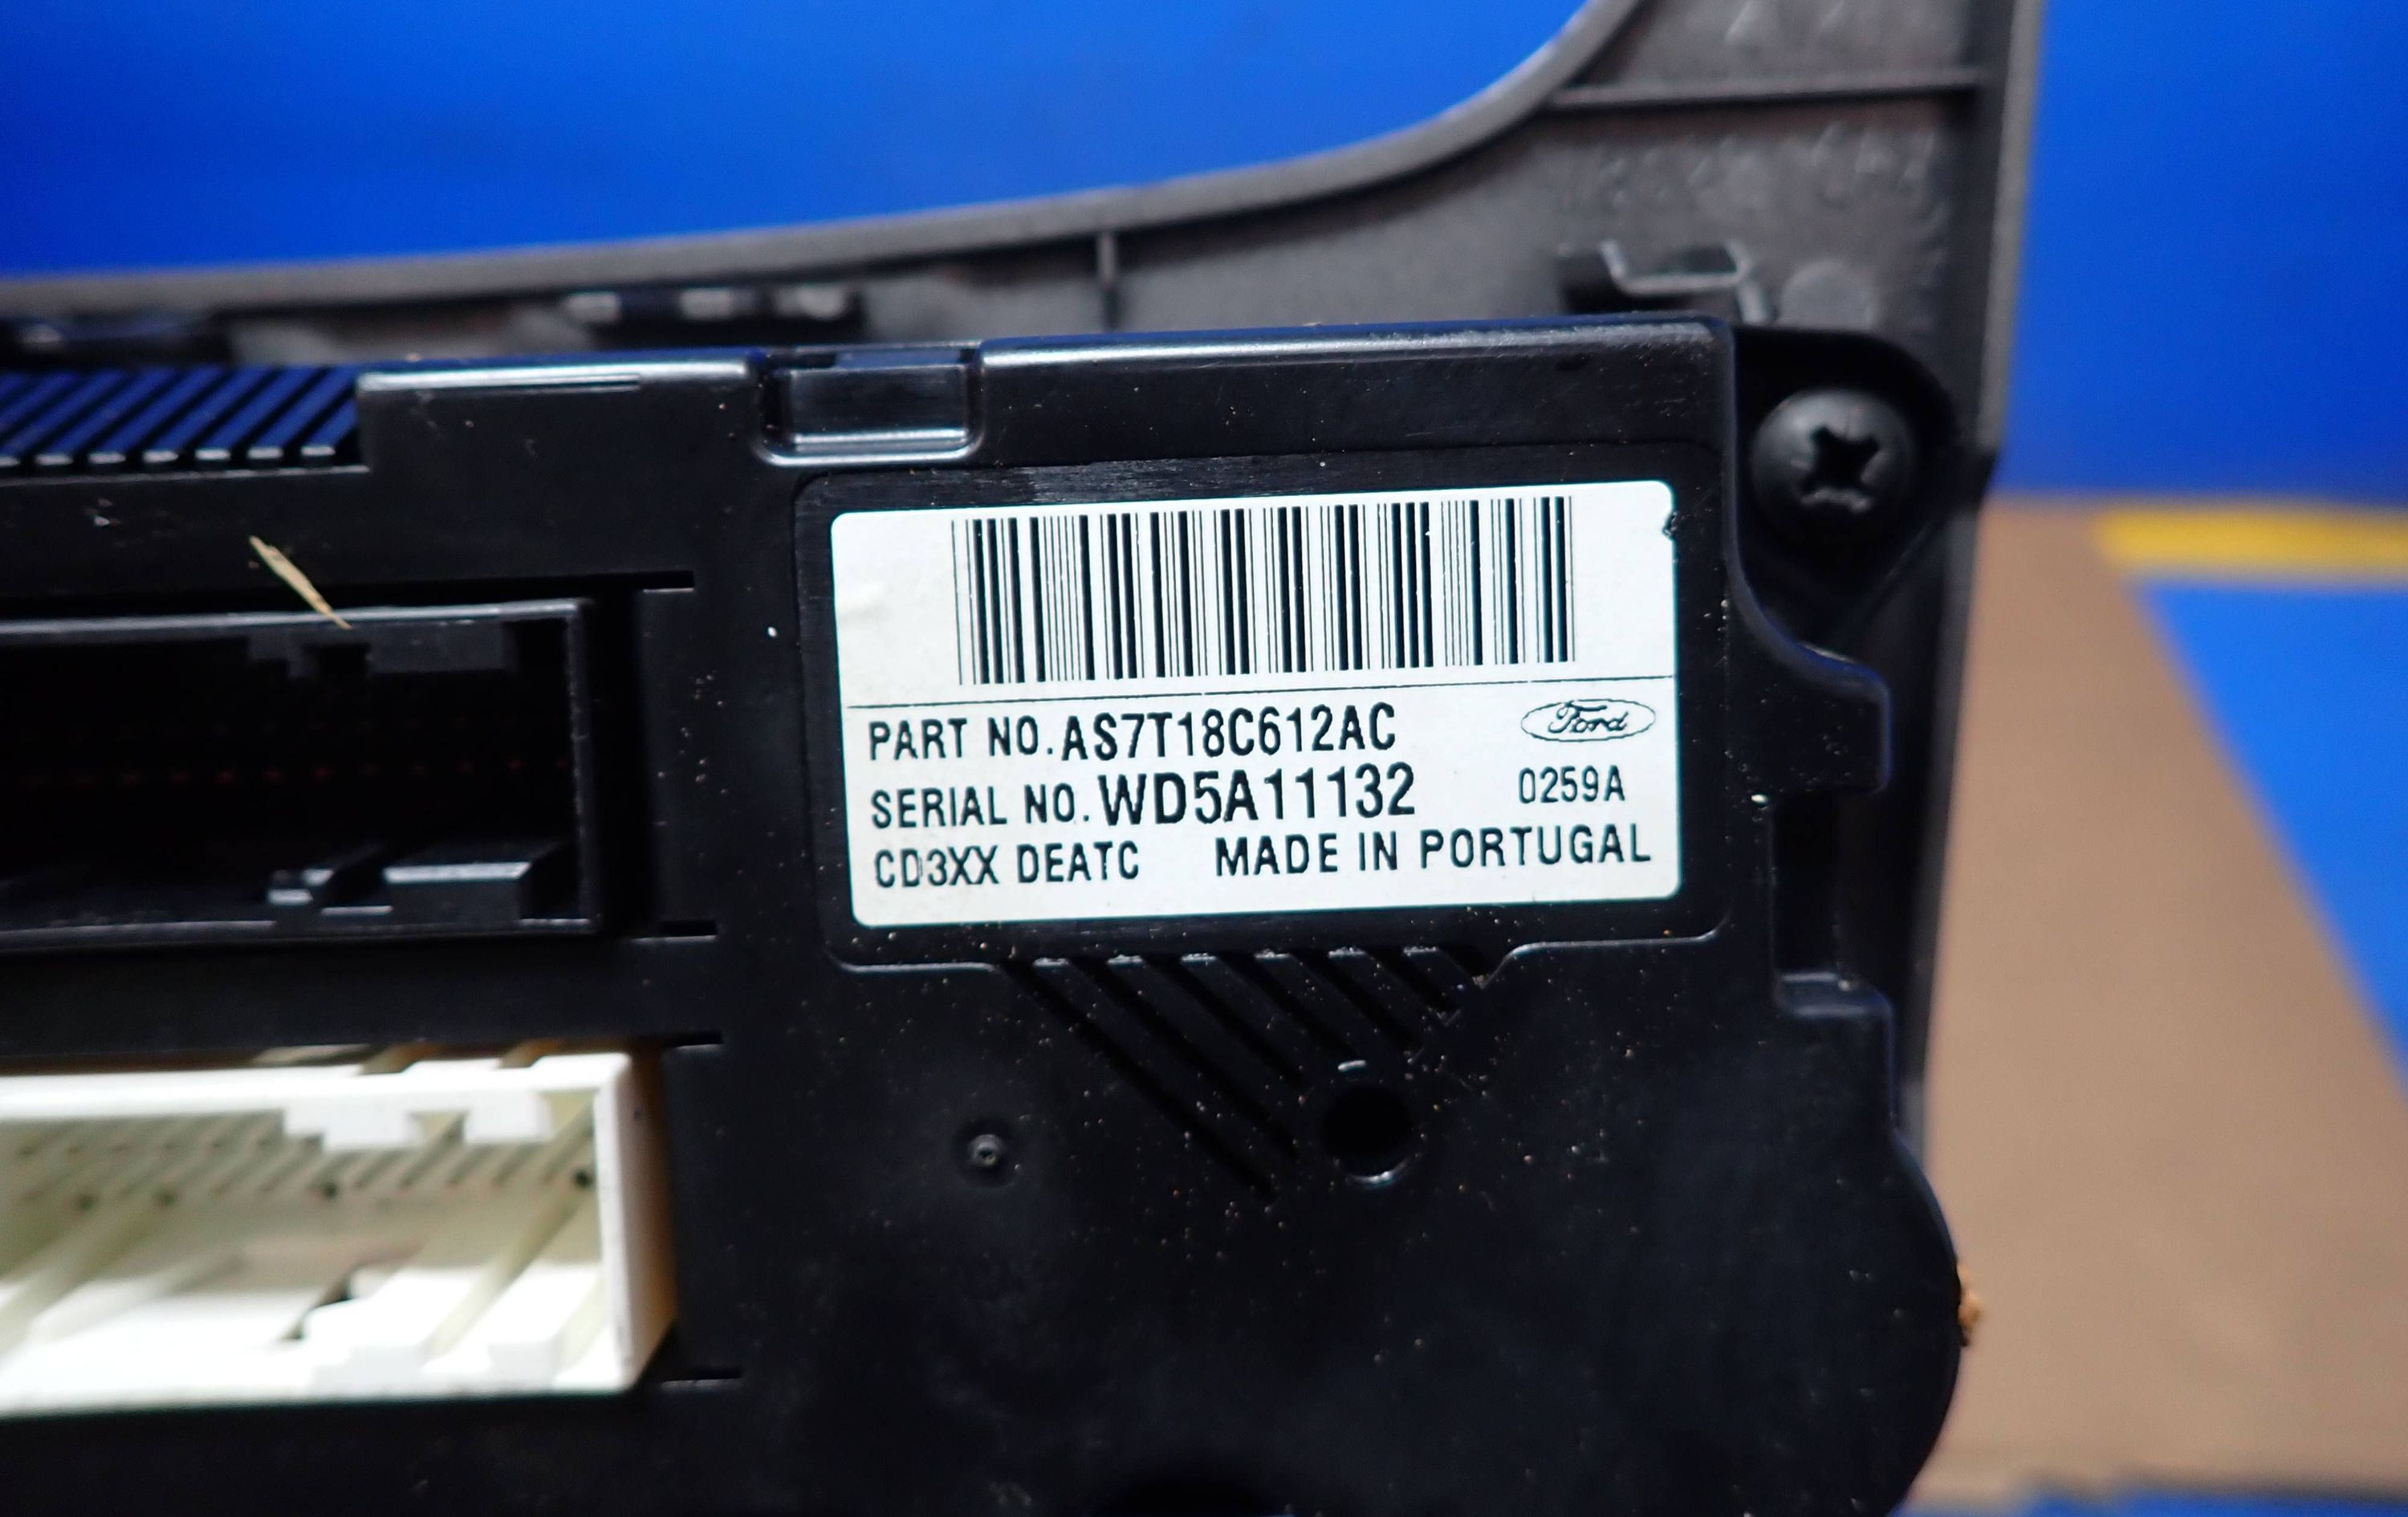 PART NO. AS7T18C612AC
Ford
SERIAL NO. WD5A11132 0259A
CD3XX DEATC MADE IN PORTUGAL